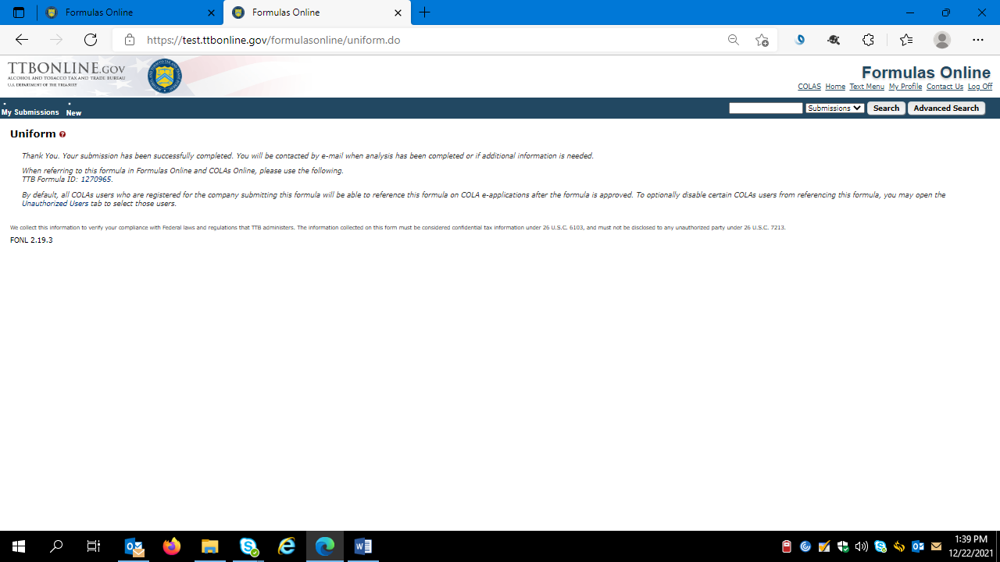 Formulas Online
Formulas Online
https://test.ttbonline.gov/formulasonline/uniform.do
TTBONLINE.GOV
ALCOHOL AND TOBACCO TAX AND TRADE BUREAU
U.S. DEPARTMENT OF THE TREASURY
Formulas Online
COLAS Home Text Menu My Profile Contact Us Log Off
My Submissions New
Submissions Search Advanced Search
Uniform
Thank You. Your submission has been successfully completed. You will be contacted by e-mail when analysis has been completed or if additional information is needed.
When referring to this formula in Formulas Online and COLAs Online, please use the following.
TTB Formula ID: 1270965.
By default, all COLAs users who are registered for the company submitting this formula will be able to reference this formula on COLA e-applications after the formula is approved. To optionally disable certain COLAs users from referencing this formula, you may open the
Unauthorized Users tab to select those users.
We collect this information to verify your compliance with Federal laws and regulations that TTB administers. The information collected on this form must be considered confidential tax information under 26 U.S.C. 6103, and must not be disclosed to any unauthorized party under 26 U.S.C. 7213.
FONL 2.19.3
1:39 PM
12/22/2021